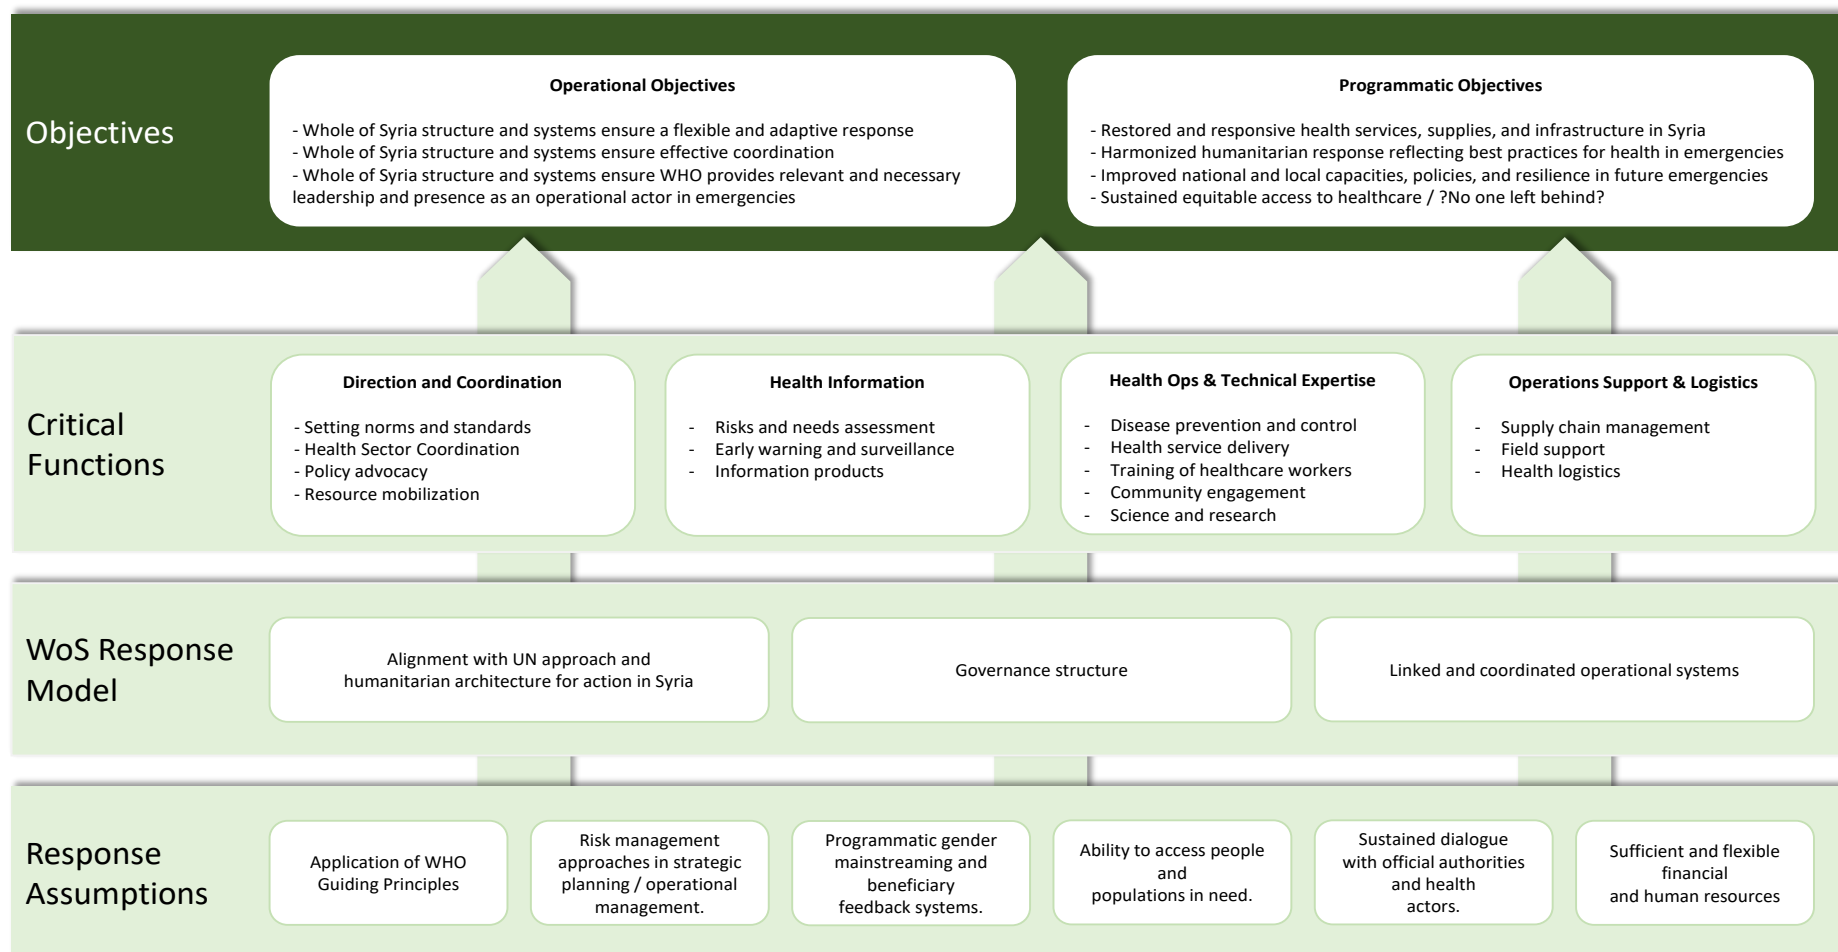 Objectives
Operational Objectives
- Whole of Syria structure and systems ensure a flexible and adaptive response
- Whole of Syria structure and systems ensure effective coordination
- Whole of Syria structure and systems ensure WHO provides relevant and necessary
leadership and presence as an operational actor in emergencies
Programmatic Objectives
- Restored and responsive health services, supplies, and infrastructure in Syria
- Harmonized humanitarian response reflecting best practices for health in emergencies
- Improved national and local capacities, policies, and resilience in future emergencies
- Sustained equitable access to healthcare / ?No one left behind?
Critical
Functions
Direction and Coordination
- Setting norms and standards
- Health Sector Coordination
- Policy advocacy
- Resource mobilization
Health Information
- Risks and needs assessment
- Early warning and surveillance
- Information products
Health Ops & Technical Expertise
- Disease prevention and control
- Health service delivery
- Training of healthcare workers
- Community engagement
- Science and research
Operations Support & Logistics
- Supply chain management
- Field support
- Health logistics
WoS Response
Model
Alignment with UN approach and
humanitarian architecture for action in Syria
Governance structure
Linked and coordinated operational systems
Response
Assumptions
Application of WHO
Guiding Principles
Risk management
approaches in strategic
planning / operational
management.
Programmatic gender
mainstreaming and
beneficiary
feedback systems.
Ability to access people
and
populations in need.
Sustained dialogue
with official authorities
and health
actors.
Sufficient and flexible
financial
and human resources